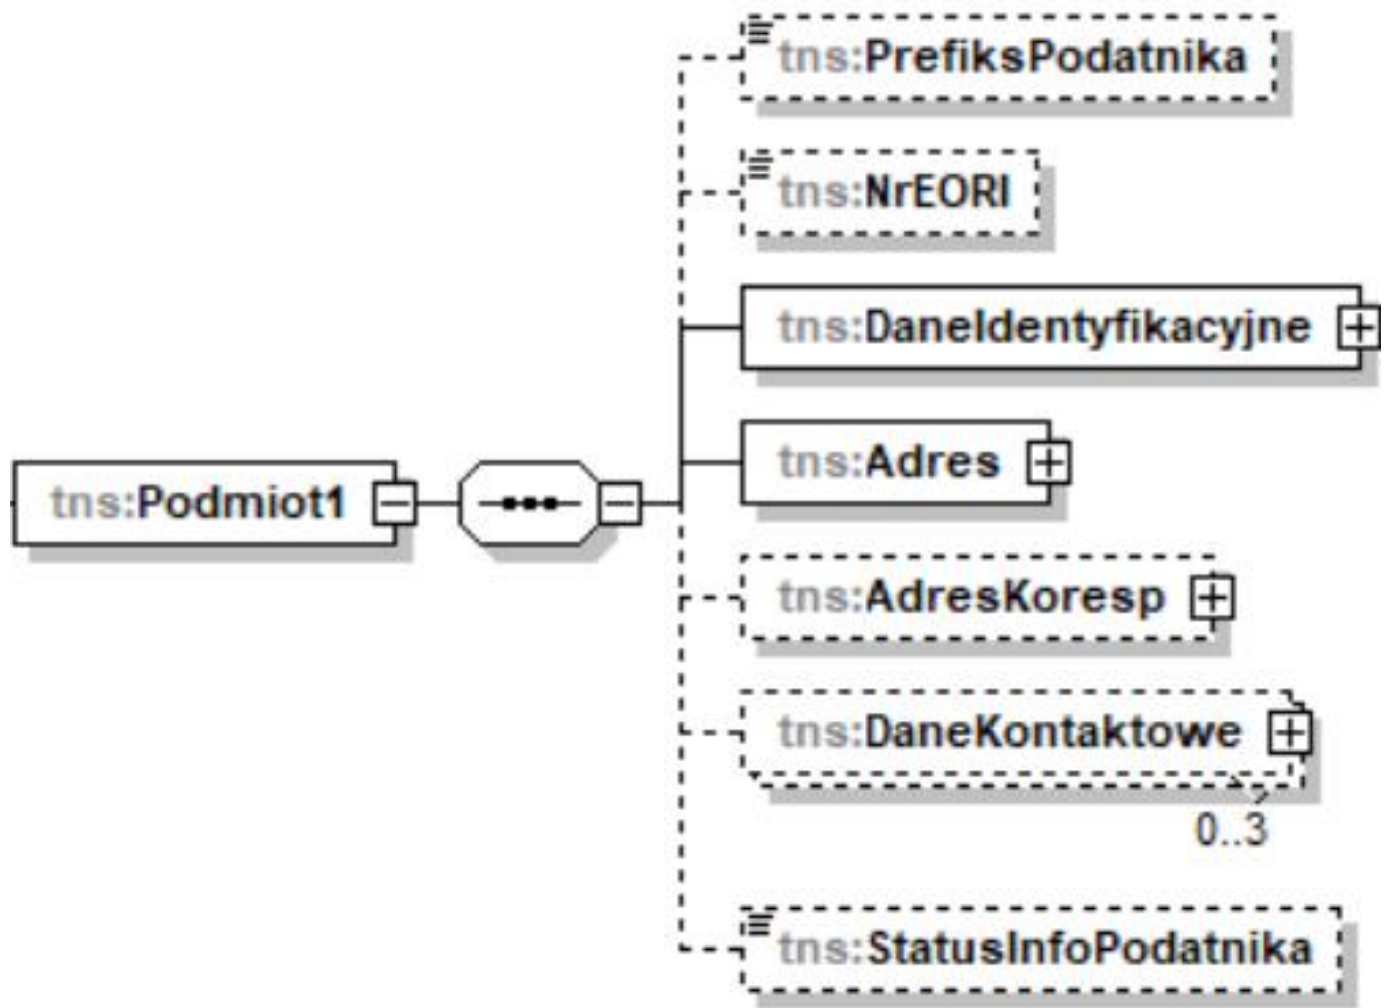 tns:PrefiksPodatnika
tns:NrEORI
tns:DaneIdentyfikacyjne
tns:Adres
tns:Podmiot1
tns:AdresKoresp
tns:DaneKontaktowe
0..3
tns:StatusInfoPodatnika